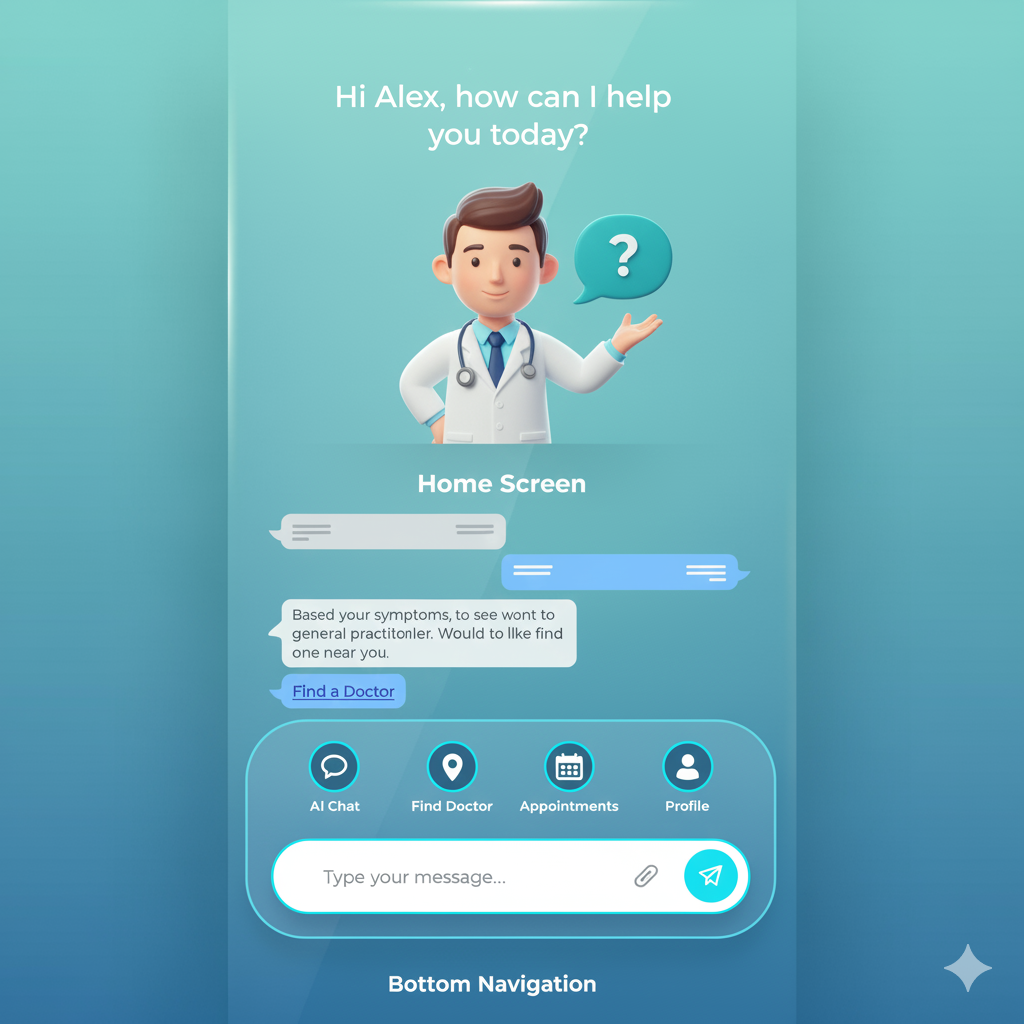 Hi Alex, how can I help
you today?
?
Home Screen
Based your symptoms, to see wont to
general practitonler. Would to llke find
one near you.
Find a Doctor
AI Chat
Find Doctor
Appointments
Profile
Type your message...
Bottom Navigation